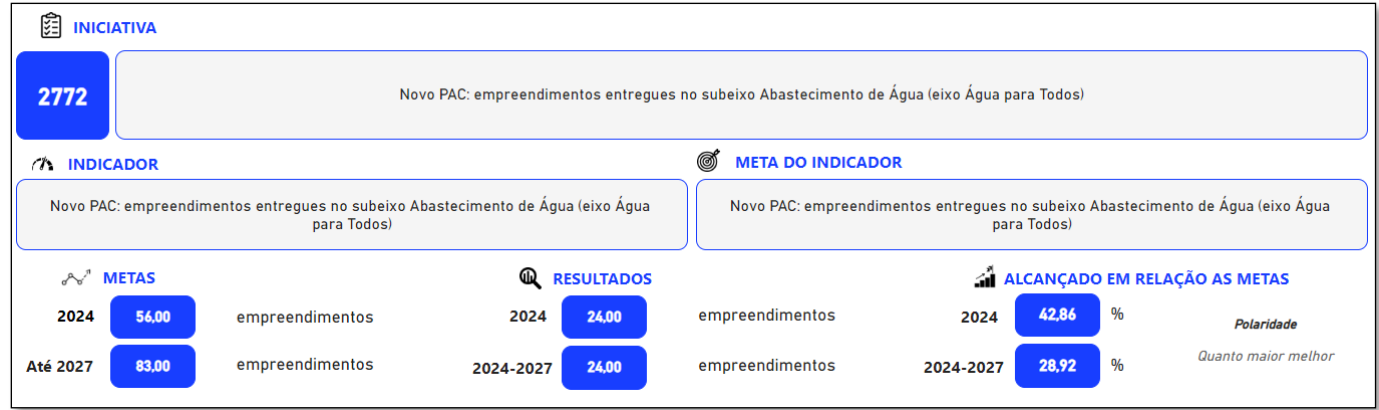 INICIATIVA
2772
Novo PAC: empreendimentos entregues no subeixo Abastecimento de Água (eixo Água para Todos)
INDICADOR
META DO INDICADOR
Novo PAC: empreendimentos entregues no subeixo Abastecimento de Água (eixo Água
para Todos)
Novo PAC: empreendimentos entregues no subeixo Abastecimento de Água (eixo Água
para Todos)
METAS
RESULTADOS
ALCANÇADO EM RELAÇÃO AS METAS
2024 56,00 empreendimentos 2024 24,00 empreendimentos 2024 42,86 %
Polaridade
Até 2027 83,00 empreendimentos 2024-2027 24,00 empreendimentos 2024-2027 28,92 %
Quanto maior melhor